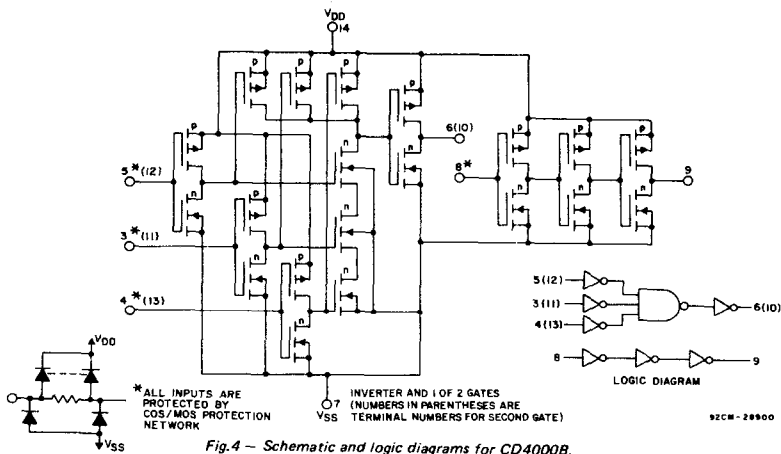 VDD
14
p
p
p
p
p
6(10)
p
p
p
5*(12)
n
n
8*
9
n
n
n
p
n
3*(11)
n
p
n
4*(13)
n
n
5(12)
3(11)
4(13)
6(10)
8
9
LOGIC DIAGRAM
VDD
VSS
*ALL INPUTS ARE
PROTECTED BY
COS/MOS PROTECTION
NETWORK
7
VSS
INVERTER AND 1 OF 2 GATES
(NUMBERS IN PARENTHESES ARE
TERMINAL NUMBERS FOR SECOND GATE)
92CM-28900
Fig.4 — Schematic and logic diagrams for CD4000B.